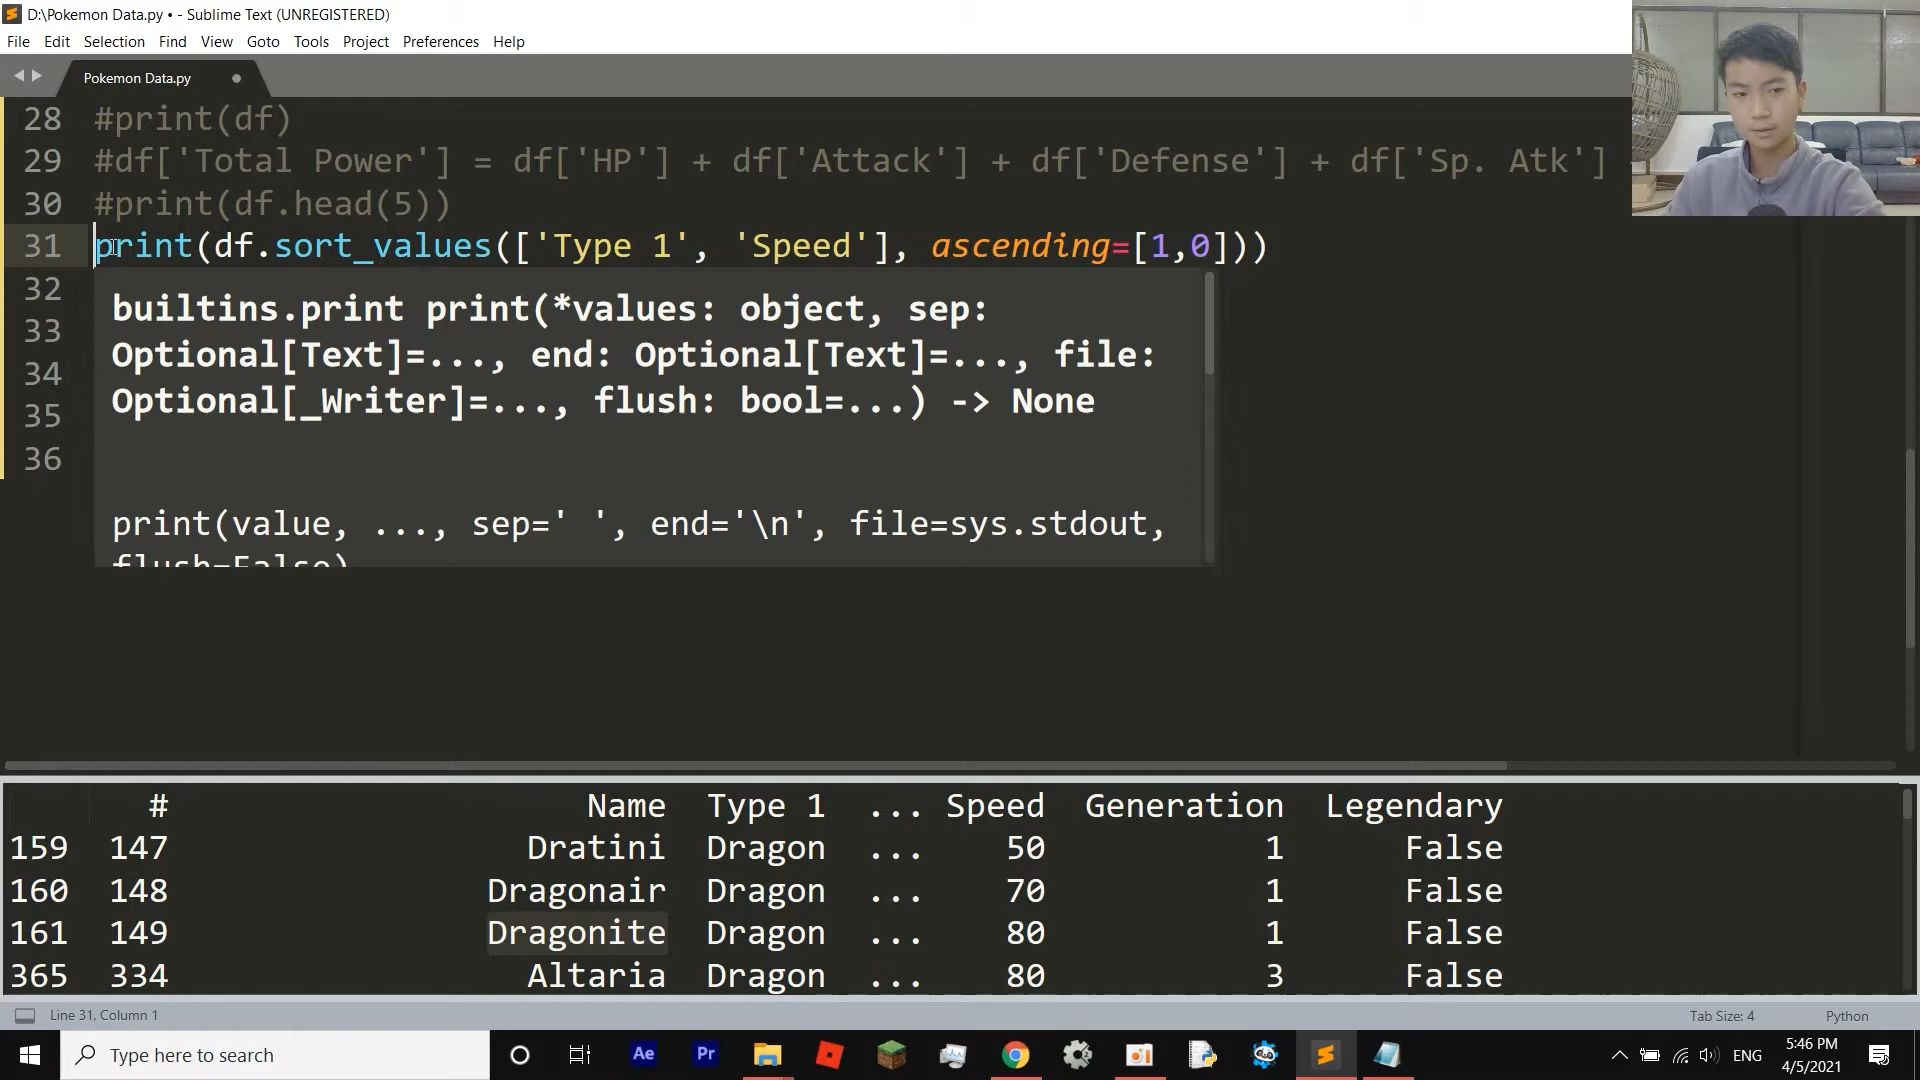 D:\Pokemon Data.py • - Sublime Text (UNREGISTERED)
File Edit Selection Find View Goto Tools Project Preferences Help
Pokemon Data.py
28 #print(df)
29 #df['Total Power'] = df['HP'] + df['Attack'] + df['Defense'] + df['Sp. Atk']
30 #print(df.head(5))
31 print(df.sort_values(['Type 1', 'Speed'], ascending=[1,0]))
32 builtins.print print(*values: object, sep:
33 Optional[Text]=..., end: Optional[Text]=..., file:
34 Optional[_Writer]=..., flush: bool=...) -> None
35
36
print(value, ..., sep=' ', end='\n', file=sys.stdout,
flush=False)
# Name Type 1 ... Speed Generation Legendary
159 147 Dratini Dragon ... 50 1 False
160 148 Dragonair Dragon ... 70 1 False
161 149 Dragonite Dragon ... 80 1 False
365 334 Altaria Dragon ... 80 3 False
Line 31, Column 1 Tab Size: 4 Python
Type here to search Ae Pr ENG 5:46 PM
4/5/2021